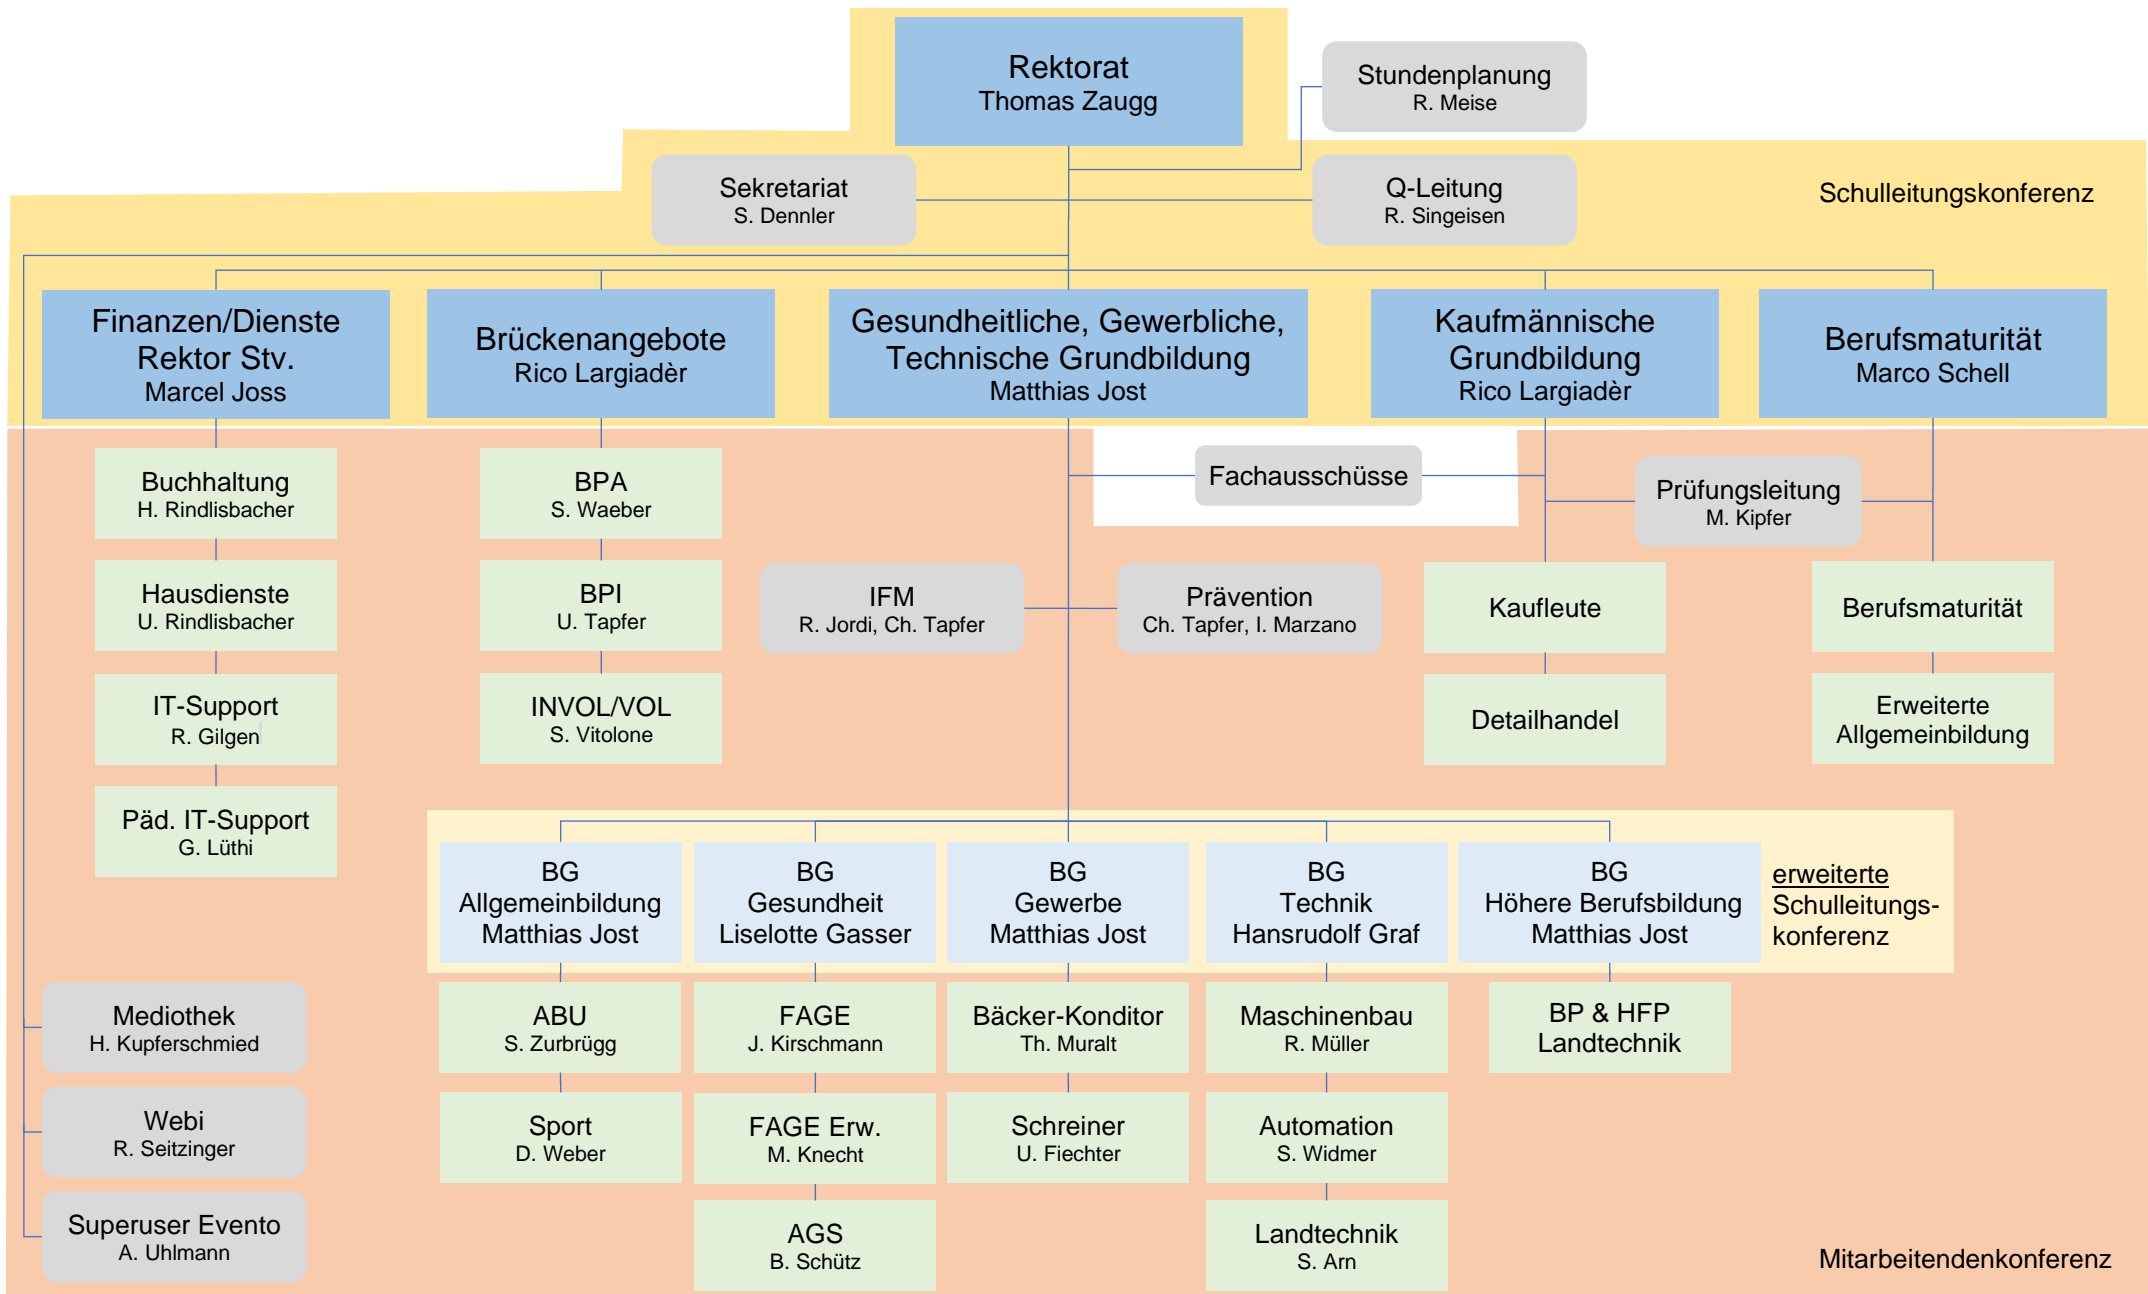 Rektorat
Thomas Zaugg
Stundenplanung
R. Meise
Sekretariat
S. Dennler
Q-Leitung
R. Singeisen
Schulleitungskonferenz
Finanzen/Dienste
Rektor Stv.
Marcel Joss
Brückenangebote
Rico Largiadèr
Gesundheitliche, Gewerbliche,
Technische Grundbildung
Matthias Jost
Kaufmännische
Grundbildung
Rico Largiadèr
Berufsmaturität
Marco Schell
Buchhaltung
H. Rindlisbacher
BPA
S. Waeber
Fachausschüsse
Prüfungsleitung
M. Kipfer
Hausdienste
U. Rindlisbacher
BPI
U. Tapfer
IFM
R. Jordi, Ch. Tapfer
Prävention
Ch. Tapfer, I. Marzano
Kaufleute
Berufsmaturität
IT-Support
R. Gilgen
INVOL/VOL
S. Vitolone
Detailhandel
Erweiterte
Allgemeinbildung
Päd. IT-Support
G. Lüthi
BG
Allgemeinbildung
Matthias Jost
BG
Gesundheit
Liselotte Gasser
BG
Gewerbe
Matthias Jost
BG
Technik
Hansrudolf Graf
BG
Höhere Berufsbildung
Matthias Jost
erweiterte
Schulleitungs-
konferenz
Mediothek
H. Kupferschmied
ABU
S. Zurbrügg
FAGE
J. Kirschmann
Bäcker-Konditor
Th. Muralt
Maschinenbau
R. Müller
BP & HFP
Landtechnik
Webi
R. Seitzinger
Sport
D. Weber
FAGE Erw.
M. Knecht
Schreiner
U. Fiechter
Automation
S. Widmer
Superuser Evento
A. Uhlmann
AGS
B. Schütz
Landtechnik
S. Arn
Mitarbeitendenkonferenz